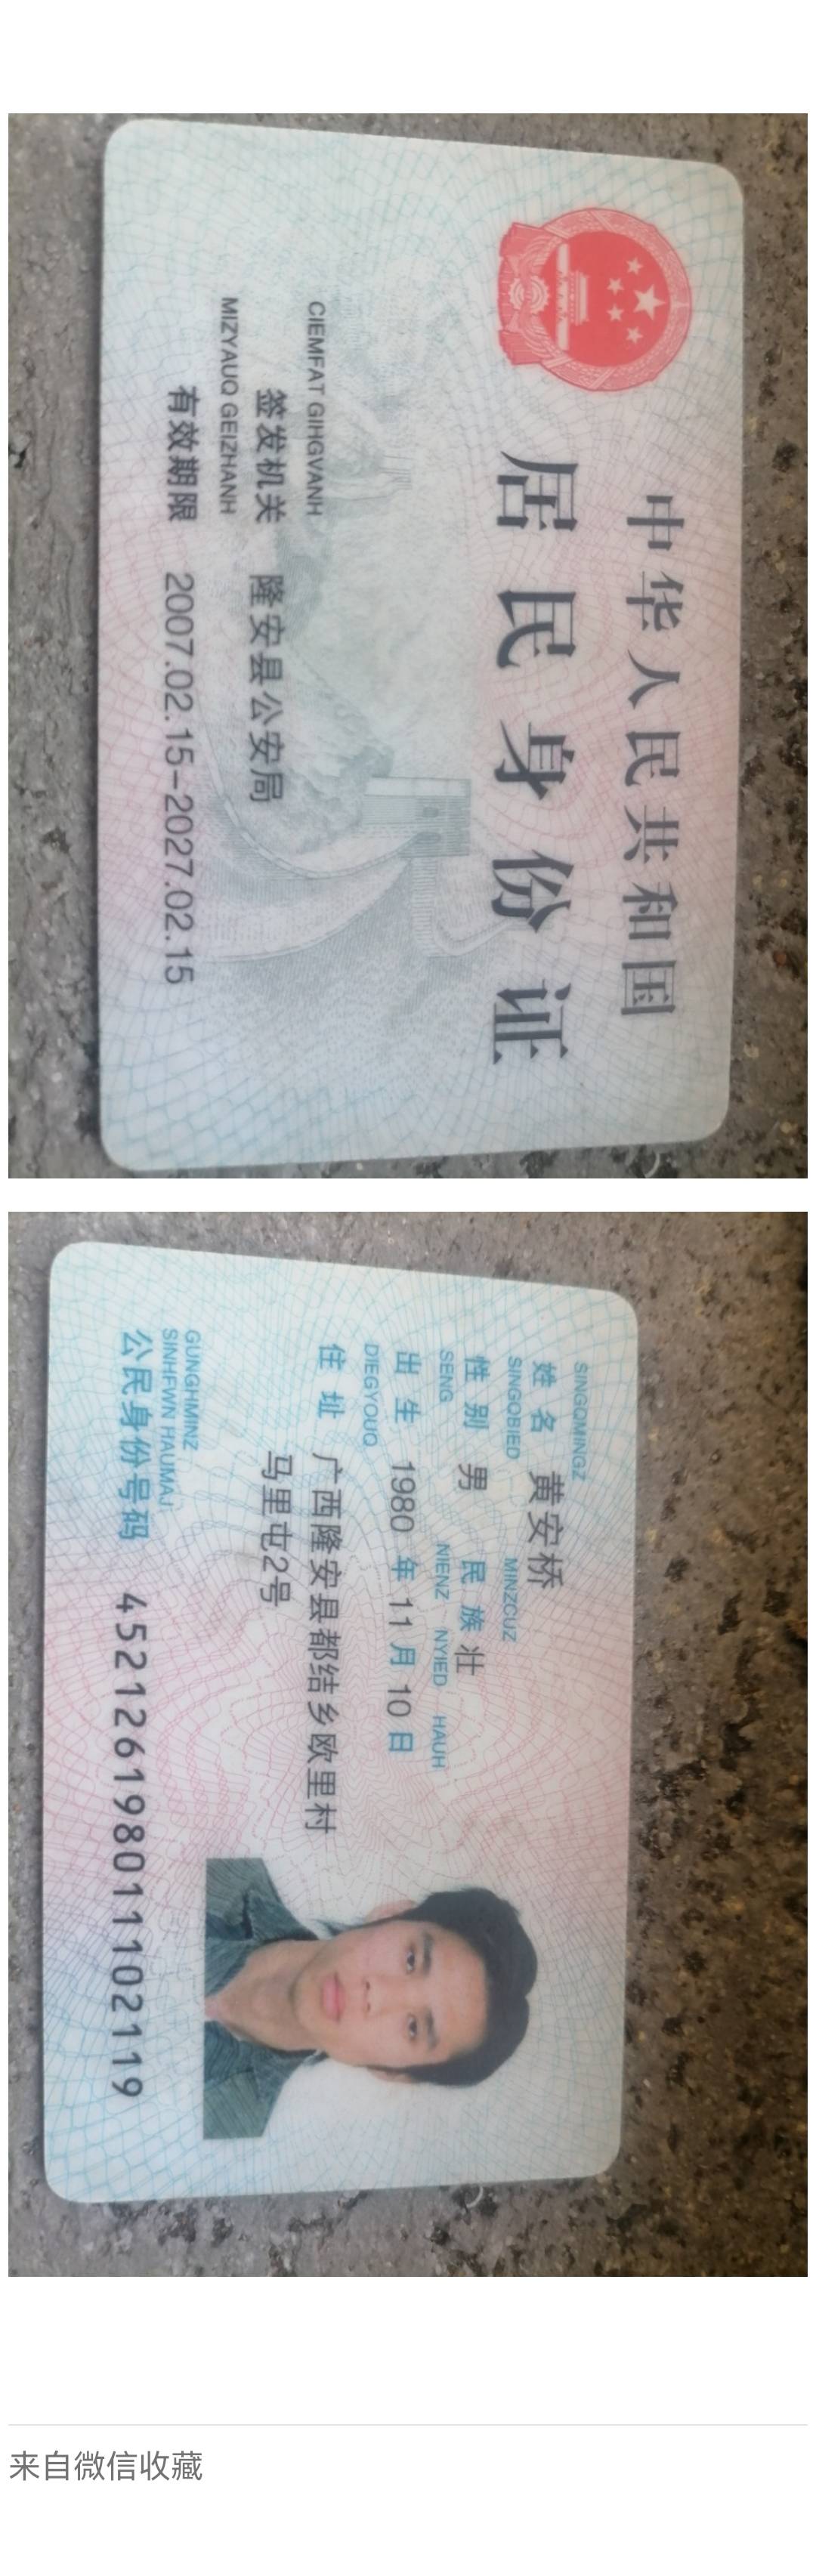 中华人民共和国
居民身份证
CIEMFAT GIHGVANH
签发机关 隆安县公安局
MIZYAUQ GEIZHANH
有效期限 2007.02.15-2027.02.15
SINGQMINGZ
姓名 黄安桥
SINGQBIED MINZCUZ
性别 男 民族 壮
SENG NIENZ NYIED HAUH
出生 1980 年 11 月 10 日
DIEGYOUQ
住址 广西隆安县都结乡欧里村
马里屯2号
GUNGHMINZ
SINHFWN HAUMAJ
公民身份号码 452126198011102119
来自微信收藏